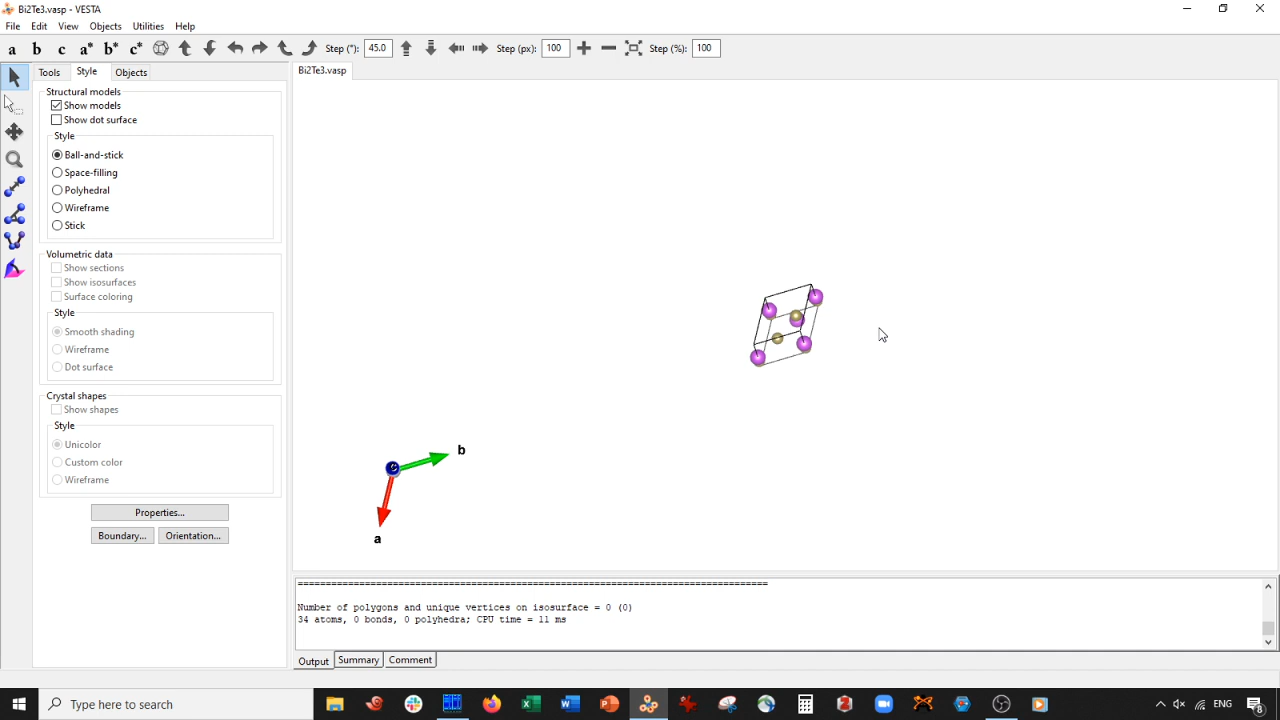 Bi2Te3.vasp - VESTA
File Edit View Objects Utilities Help
a b c a* b* c* Step (°): 45.0 Step (px): 100 Step (%): 100
Tools Style Objects
Bi2Te3.vasp
Structural models
Show models
Show dot surface
Style
Ball-and-stick
Space-filling
Polyhedral
Wireframe
Stick
Volumetric data
Show sections
Show isosurfaces
Surface coloring
Style
Smooth shading
Wireframe
Dot surface
Crystal shapes
Show shapes
Style
Unicolor
Custom color
Wireframe
Properties...
Boundary... Orientation...
b
a
================================================================================
Number of polygons and unique vertices on isosurface = 0 (0)
34 atoms, 0 bonds, 0 polyhedra; CPU time = 11 ms
Output Summary Comment
Type here to search
ENG
8